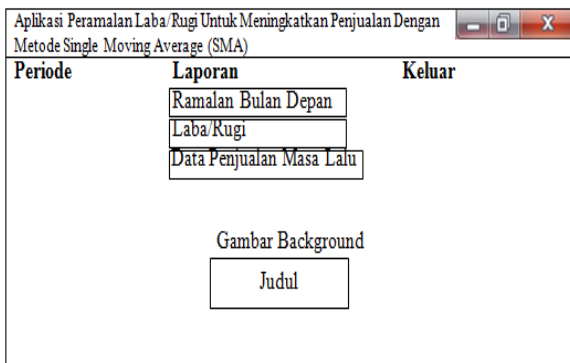 Aplikasi Peramalan Laba/Rugi Untuk Meningkatkan Penjualan Dengan
Metode Single Moving Average (SMA)
Periode Laporan Keluar
Ramalan Bulan Depan
Laba/Rugi
Data Penjualan Masa Lalu
Gambar Background
Judul